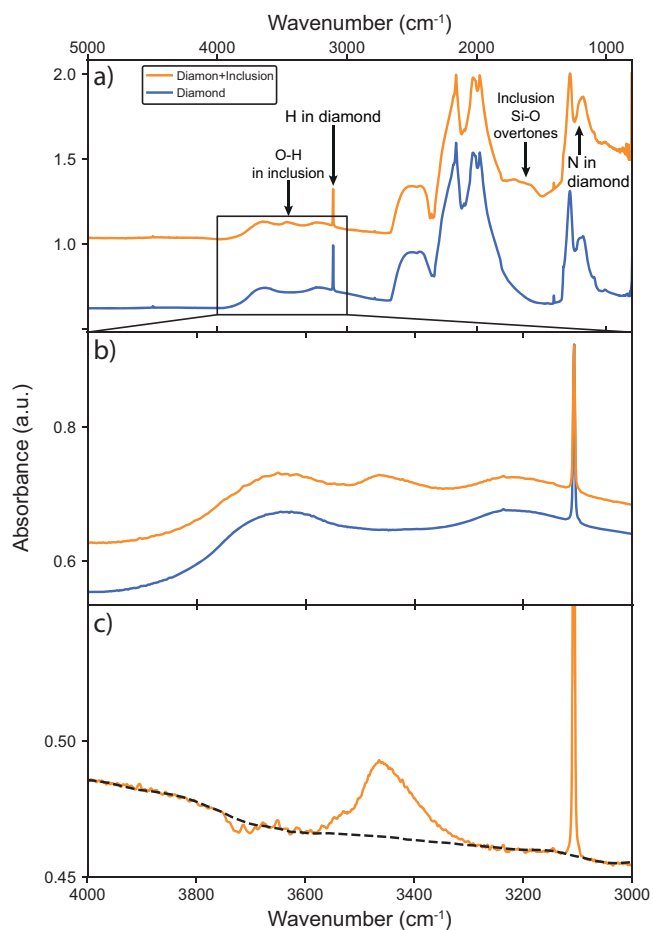 Wavenumber (cm⁻¹)
5000 4000 3000 2000 1000
a)
Diamon+Inclusion
Diamond
2.0
1.5
1.0
O-H
in inclusion
H in diamond
Inclusion
Si-O
overtones
N in
diamond
b)
0.8
0.6
Absorbance (a.u.)
c)
0.50
0.45
4000 3800 3600 3400 3200 3000
Wavenumber (cm⁻¹)